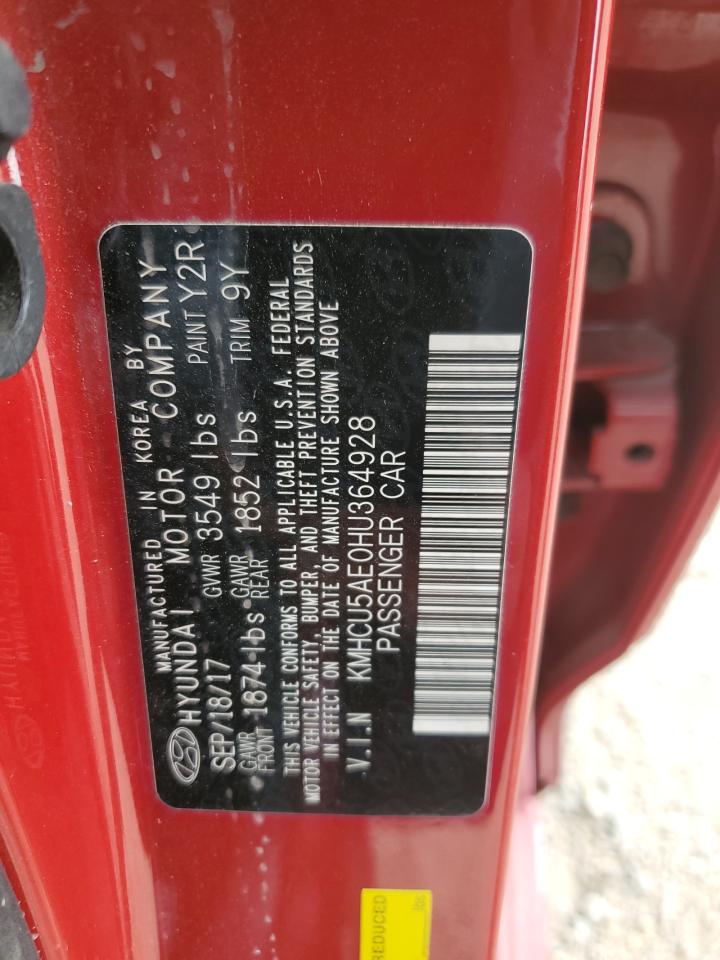 MANUFACTURED IN KOREA BY
HYUNDAI MOTOR COMPANY
SEP/18/17 GVWR 3549 lbs PAINT Y2R
GAWR FRONT 1874 lbs GAWR REAR 1852 lbs TRIM 9Y
THIS VEHICLE CONFORMS TO ALL APPLICABLE U.S.A. FEDERAL
MOTOR VEHICLE SAFETY, BUMPER, AND THEFT PREVENTION STANDARDS
IN EFFECT ON THE DATE OF MANUFACTURE SHOWN ABOVE
V.I.N KMHCU5AE0HU364928
PASSENGER CAR
REDUCED